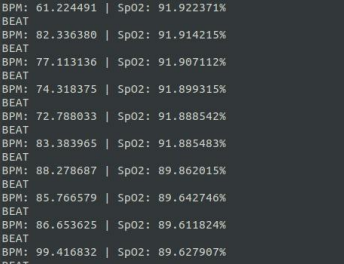 BPM: 61.224491 | SpO2: 91.922371%
BEAT
BPM: 82.336380 | SpO2: 91.914215%
BEAT
BPM: 77.113136 | SpO2: 91.907112%
BEAT
BPM: 74.318375 | SpO2: 91.899315%
BEAT
BPM: 72.788033 | SpO2: 91.888542%
BEAT
BPM: 83.383965 | SpO2: 91.885483%
BEAT
BPM: 88.278687 | SpO2: 89.862015%
BEAT
BPM: 85.766579 | SpO2: 89.642746%
BEAT
BPM: 86.653625 | SpO2: 89.611824%
BEAT
BPM: 99.416832 | SpO2: 89.627907%
BEAT